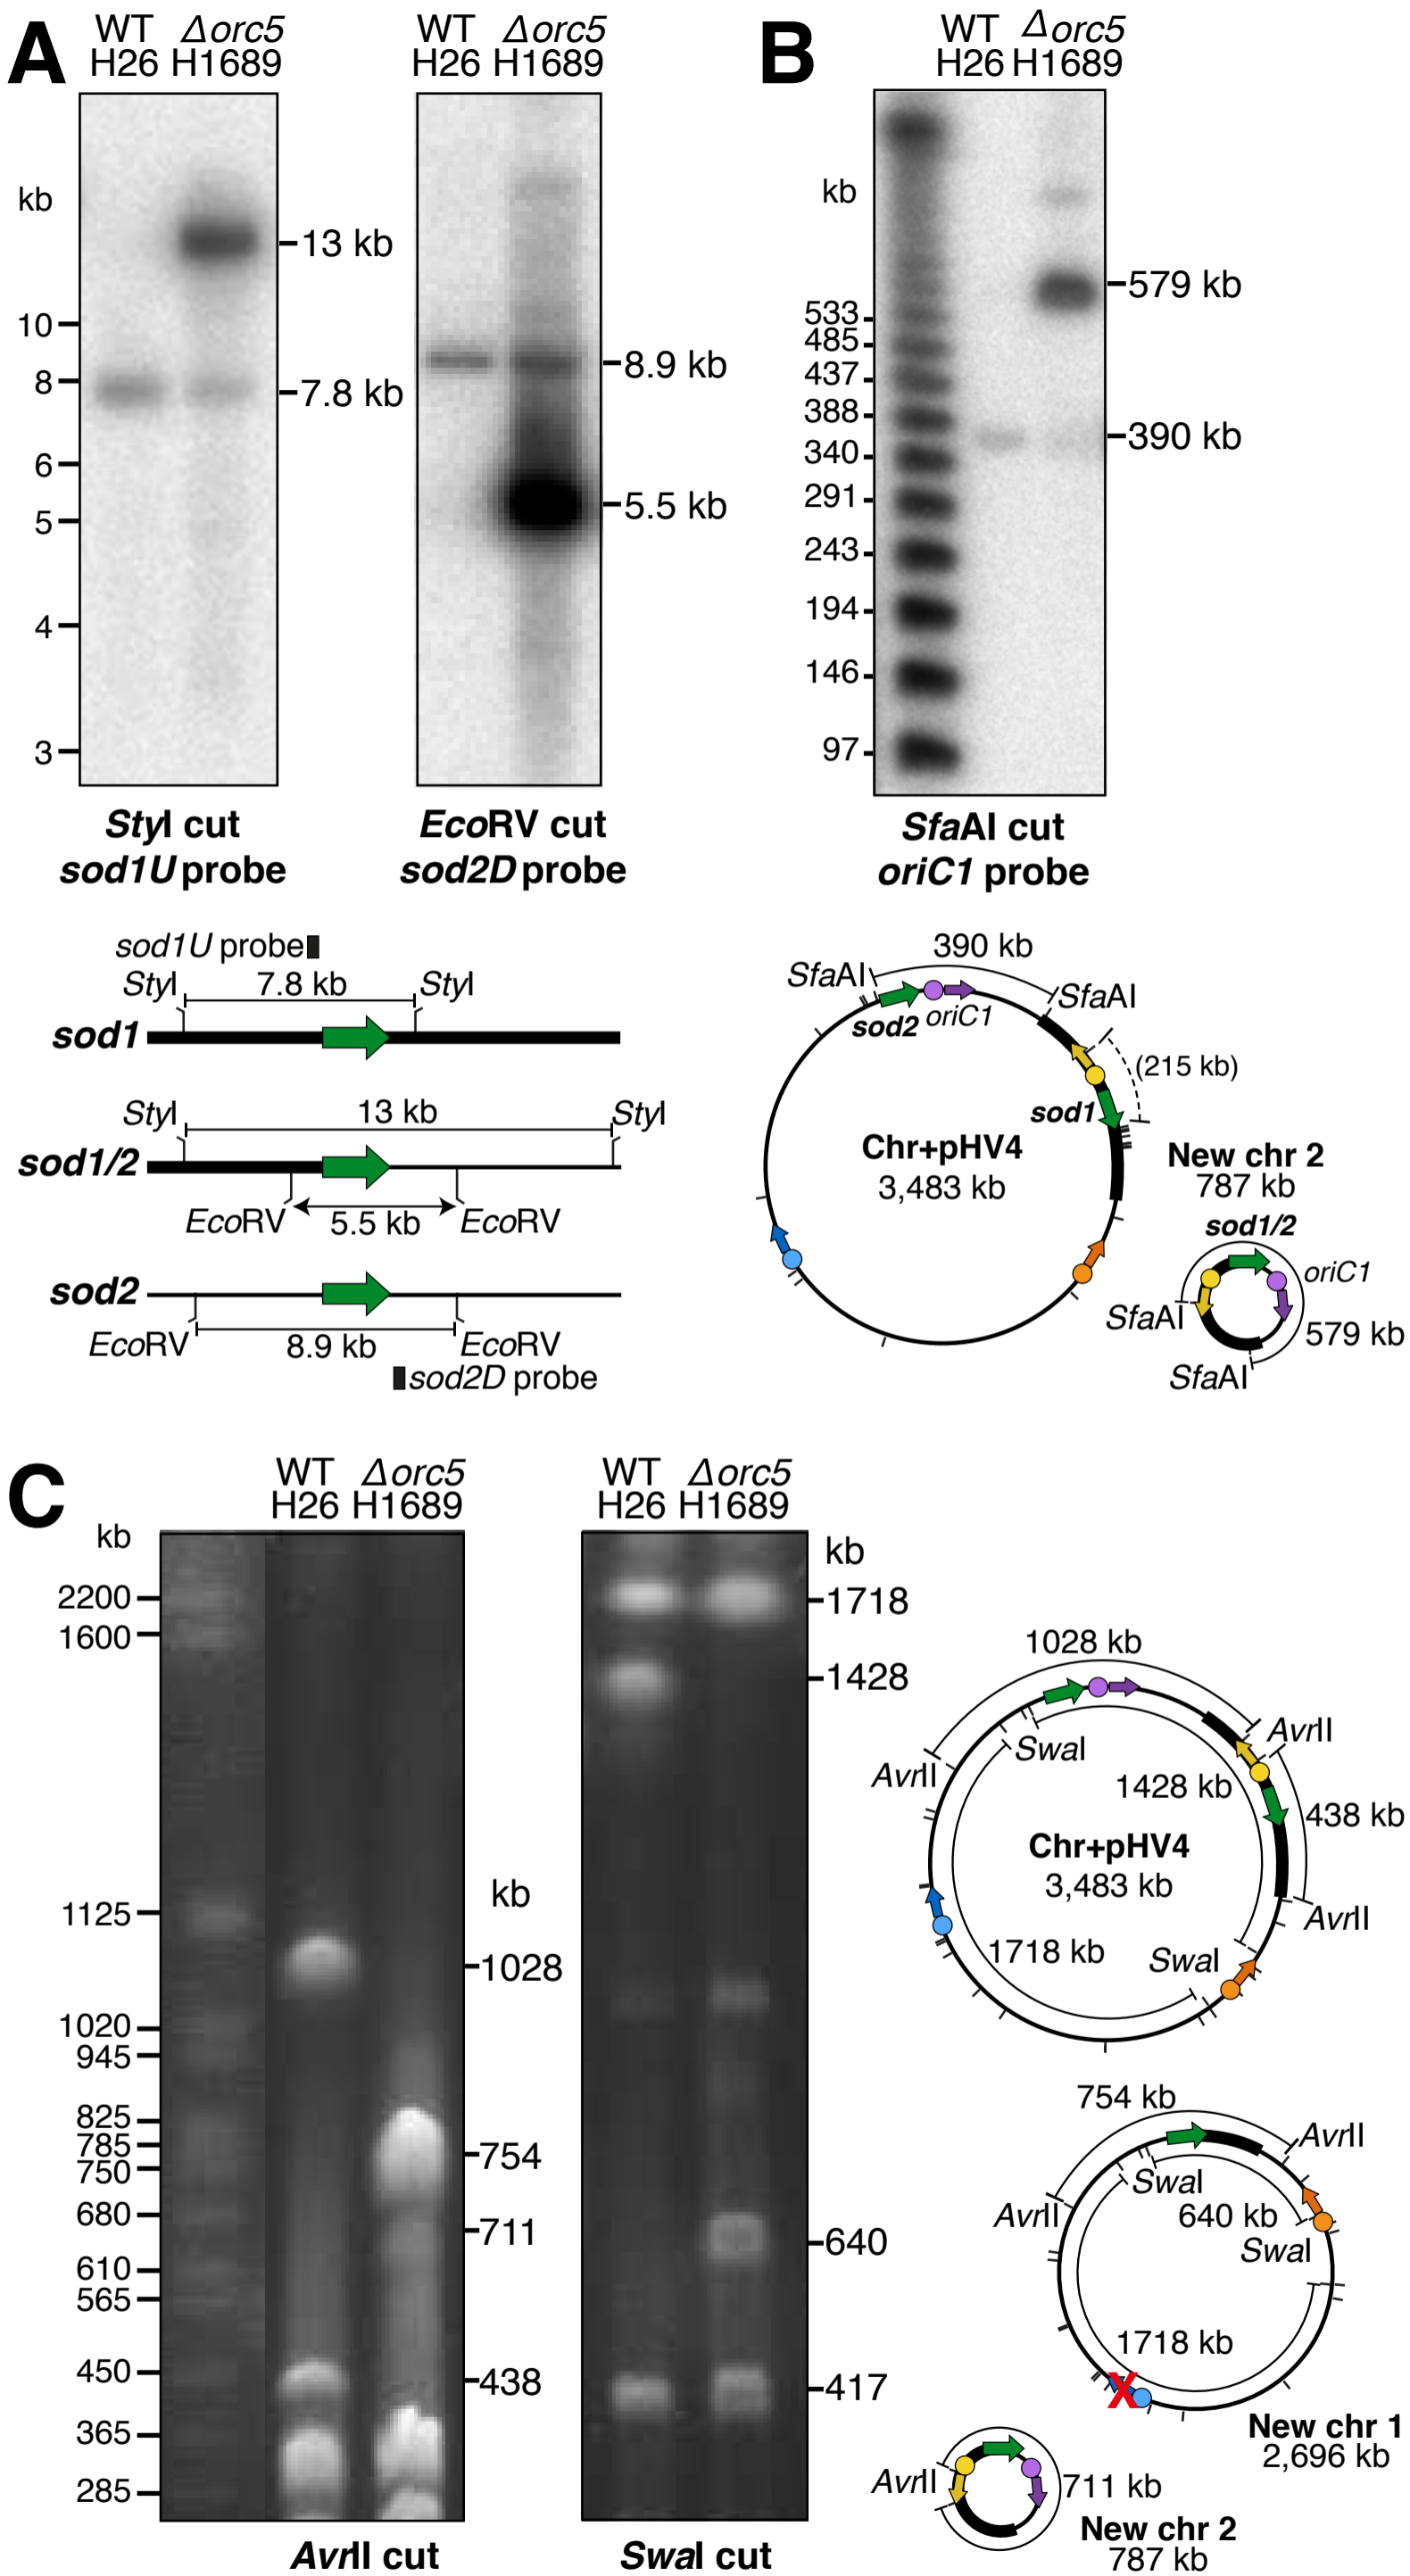 A
WT Δorc5
H26 H1689
WT Δorc5
H26 H1689
kb
10
8
6
5
4
3
13 kb
7.8 kb
8.9 kb
5.5 kb
StyI cut
sod1U probe
EcoRV cut
sod2D probe
sod1U probe
StyI 7.8 kb StyI
sod1
StyI 13 kb StyI
sod1/2
EcoRV 5.5 kb EcoRV
sod2
EcoRV 8.9 kb EcoRV
sod2D probe
B
WT Δorc5
H26 H1689
kb
533
485
437
388
340
291
243
194
146
97
579 kb
390 kb
SfaAI cut
oriC1 probe
390 kb
SfaAI SfaAI
sod2 oriC1
(215 kb)
sod1
Chr+pHV4
3,483 kb
New chr 2
787 kb
sod1/2
oriC1
SfaAI
579 kb
SfaAI
C
WT Δorc5
H26 H1689
kb
2200
1600
1125
1020
945
825
785
750
680
610
565
450
365
285
kb
1028
754
711
438
AvrII cut
WT Δorc5
H26 H1689
kb
1718
1428
640
417
SwaI cut
1028 kb
AvrII
SwaI
AvrII
1428 kb
438 kb
Chr+pHV4
3,483 kb
AvrII
1718 kb
SwaI
754 kb
AvrII
SwaI
AvrII
640 kb
SwaI
1718 kb
X
New chr 1
2,696 kb
AvrII
711 kb
New chr 2
787 kb